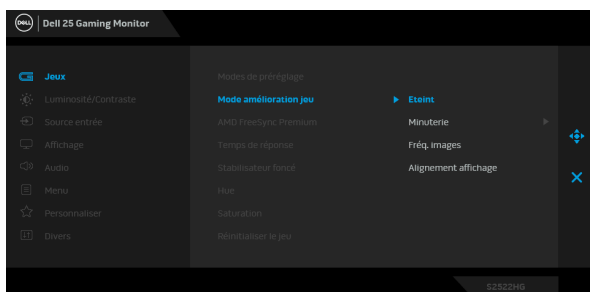 DELL
Dell 25 Gaming Monitor
Jeux
Luminosité/Contraste
Source entrée
Affichage
Audio
Menu
Personnaliser
Divers
Modes de préréglage
Mode amélioration jeu
AMD FreeSync Premium
Temps de réponse
Stabilisateur foncé
Hue
Saturation
Réinitialiser le jeu
Eteint
Minuterie
Fréq. images
Alignement affichage
S2522HG